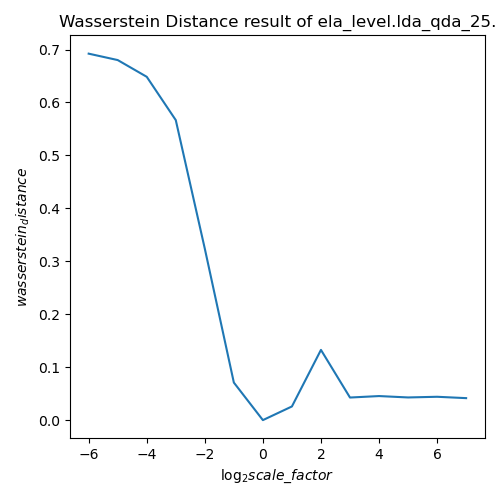 Wasserstein Distance result of ela_level.lda_qda_25.
0.7
0.6
0.5
0.4
0.3
0.2
0.1
0.0
wasserstein_distance
−6 −4 −2 0 2 4 6
log₂scale_factor